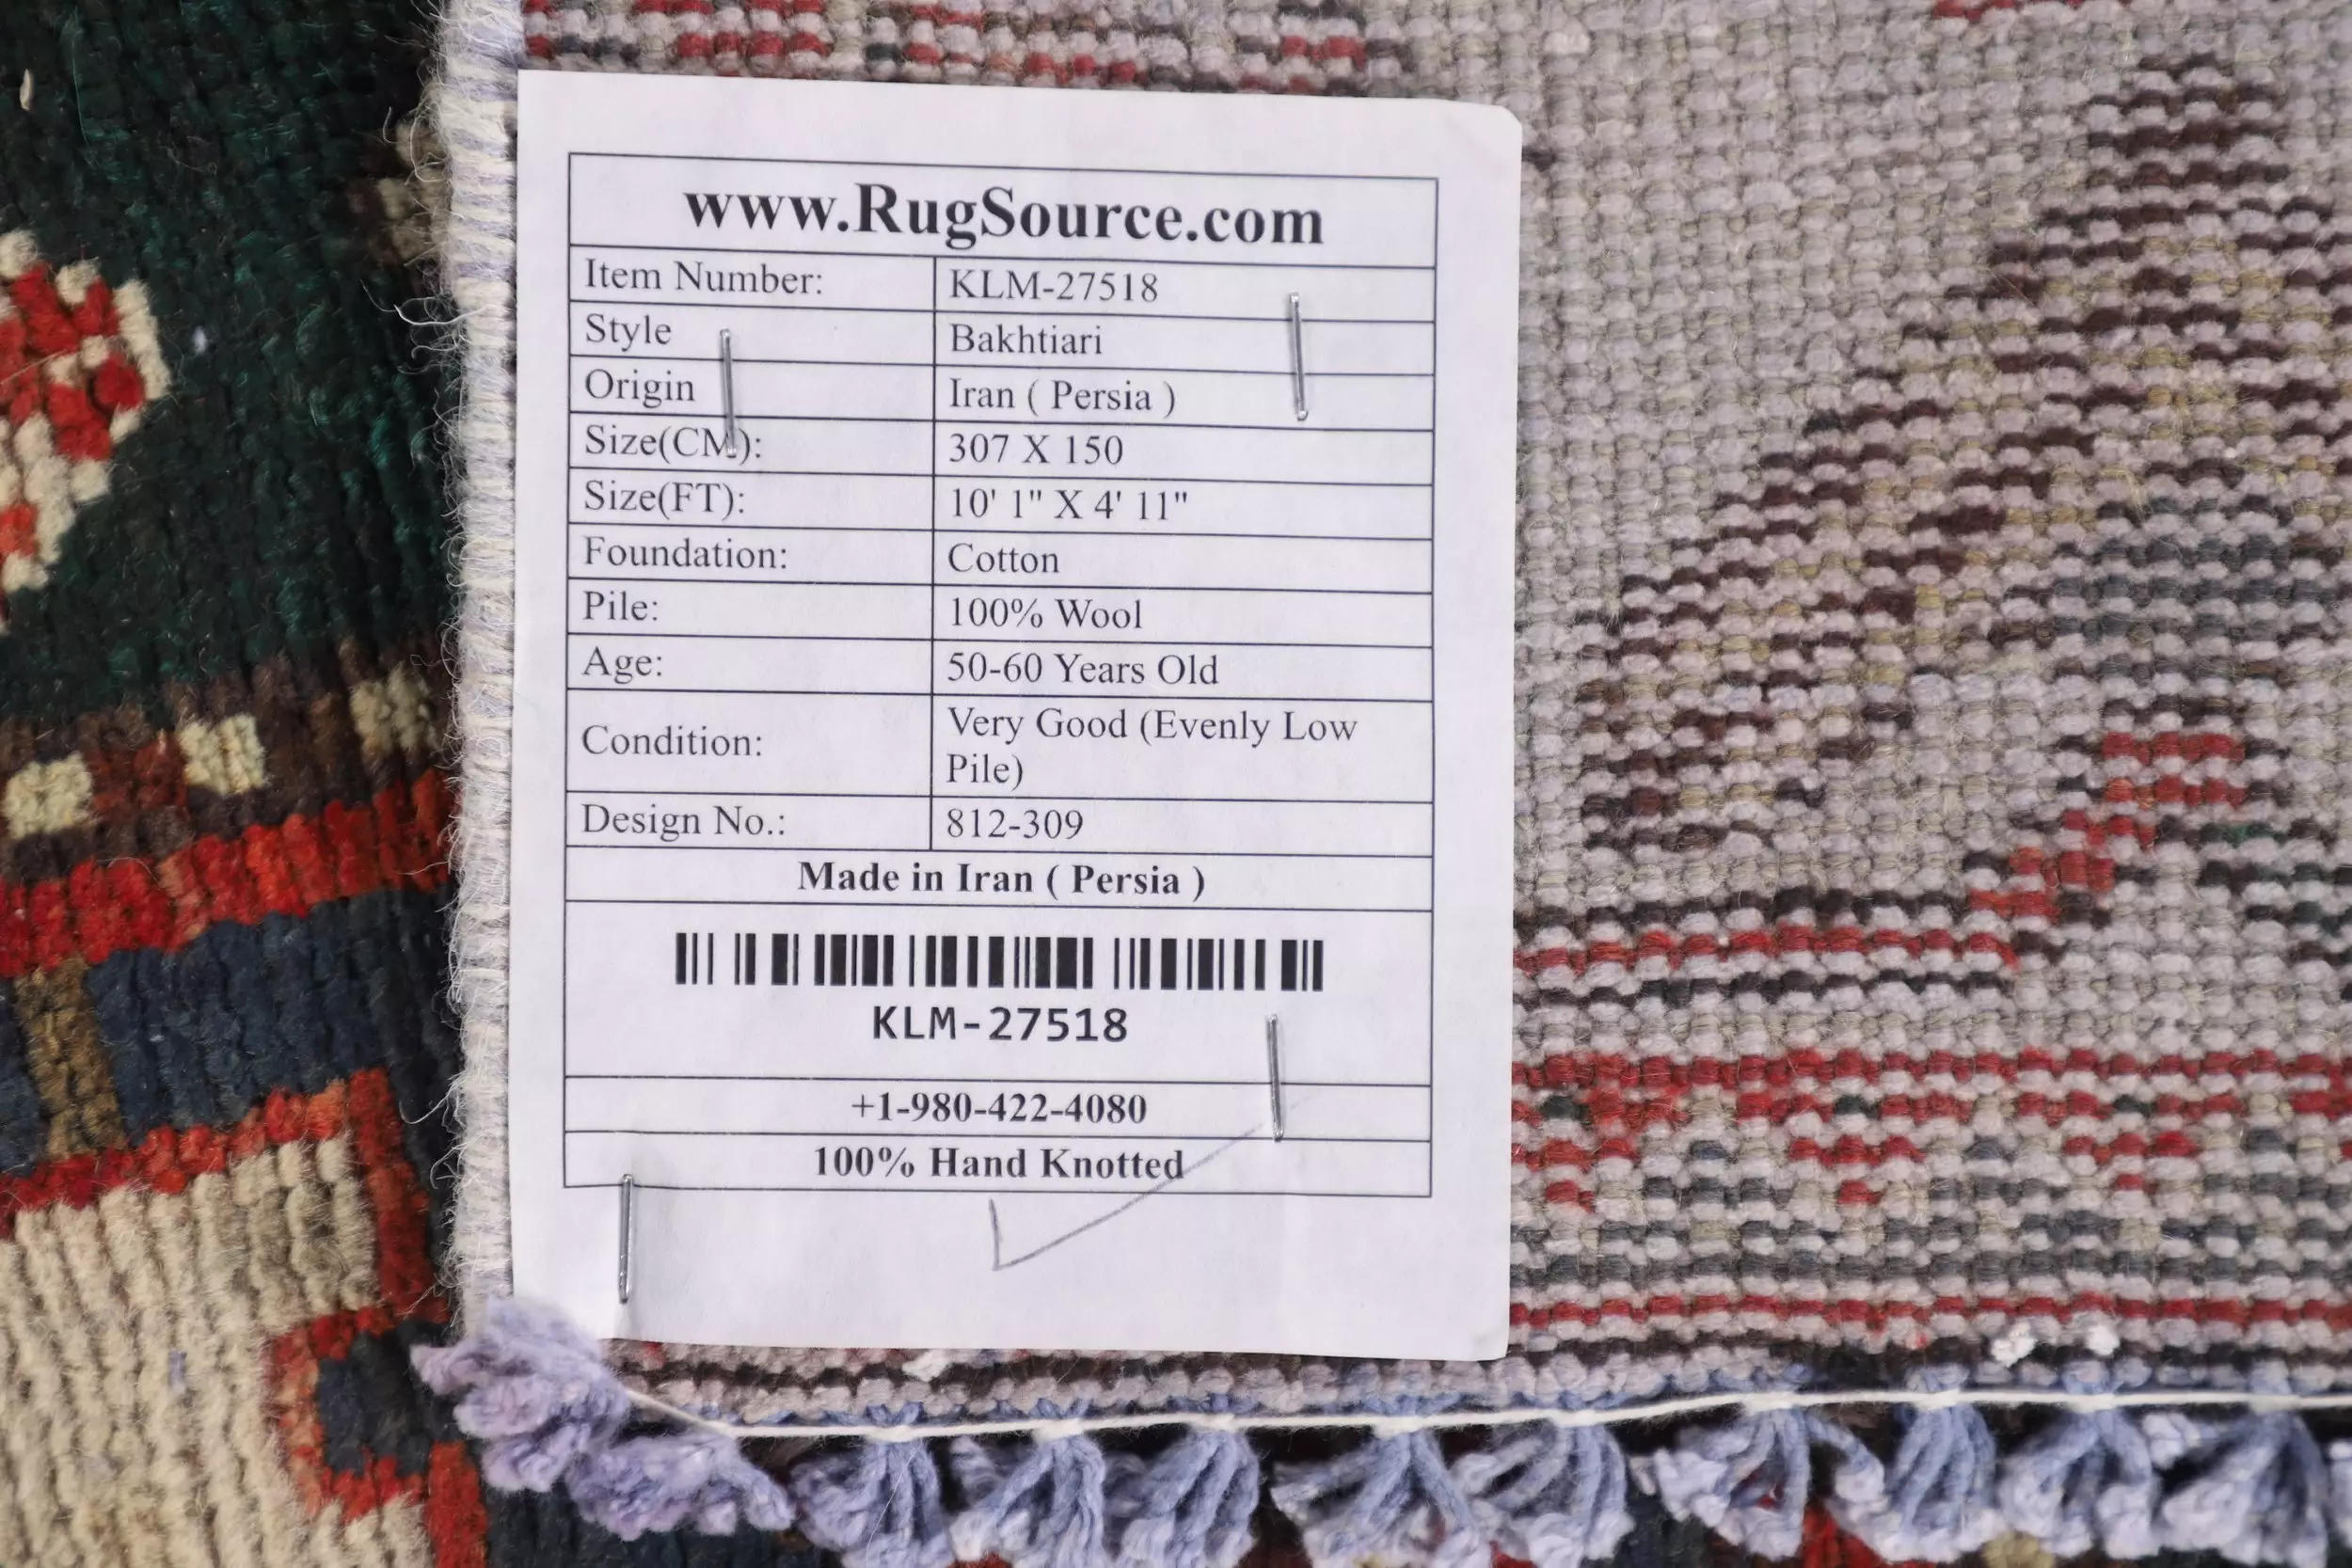 www.RugSource.com
Item Number: KLM-27518
Style Bakhtiari
Origin Iran ( Persia )
Size(CM): 307 X 150
Size(FT): 10' 1" X 4' 11"
Foundation: Cotton
Pile: 100% Wool
Age: 50-60 Years Old
Condition: Very Good (Evenly Low
Pile)
Design No.: 812-309
Made in Iran ( Persia )
KLM-27518
+1-980-422-4080
100% Hand Knotted